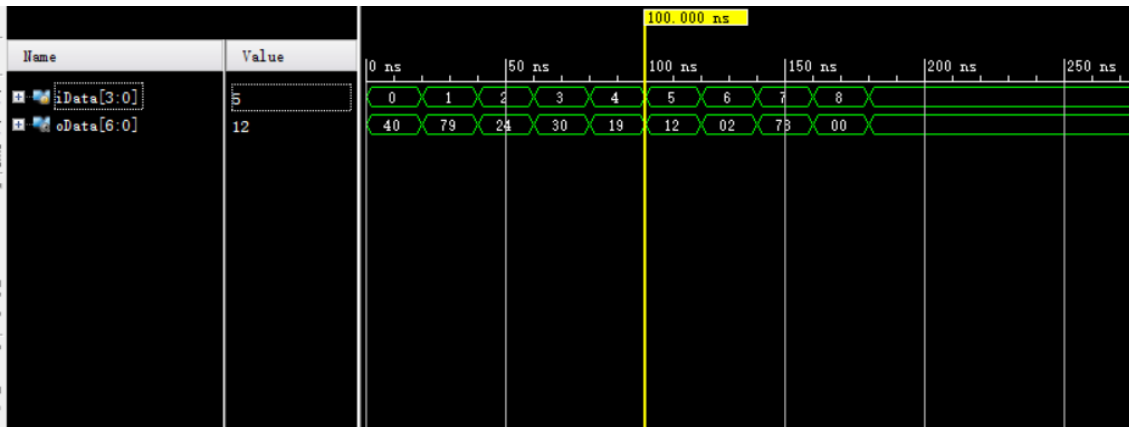 100.000 ns
Name Value
0 ns 50 ns 100 ns 150 ns 200 ns 250 ns
iData[3:0] 5 0 1 2 3 4 5 6 7 8
oData[6:0] 12 40 79 24 30 19 12 02 78 00